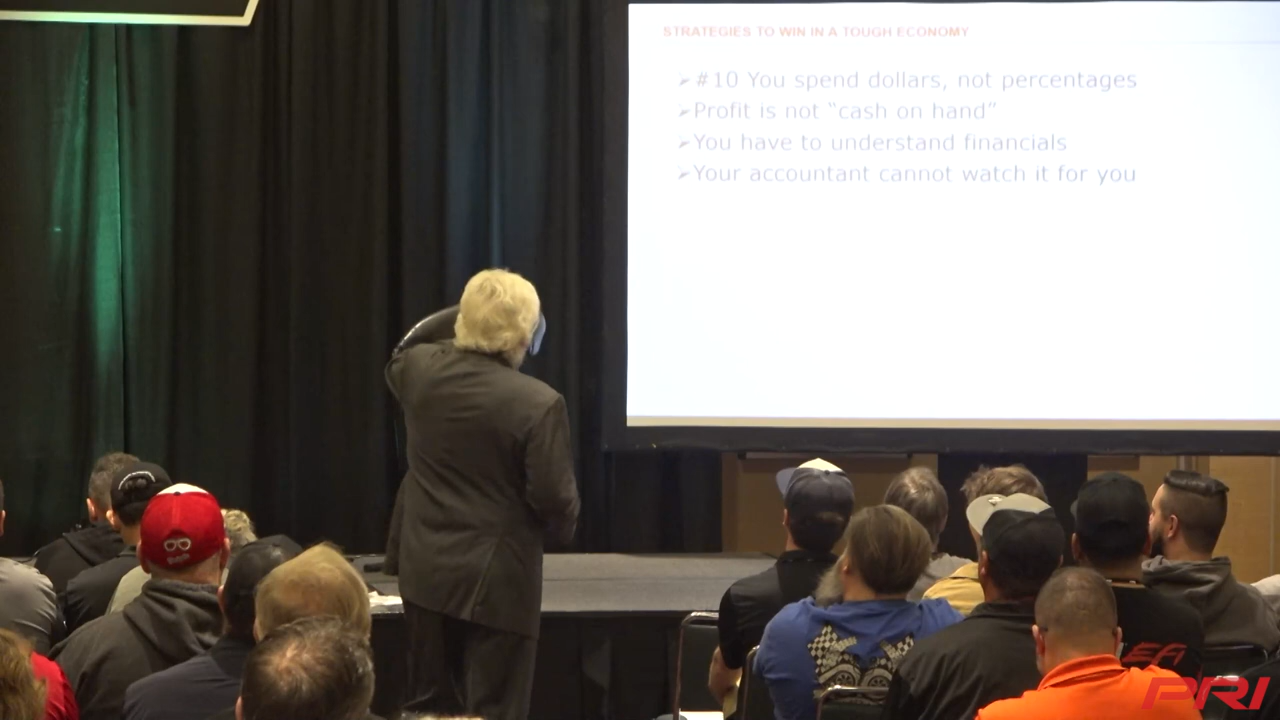 STRATEGIES TO WIN IN A TOUGH ECONOMY
➢#10 You spend dollars, not percentages
➢Profit is not “cash on hand”
➢You have to understand financials
➢Your accountant cannot watch it for you
PRI